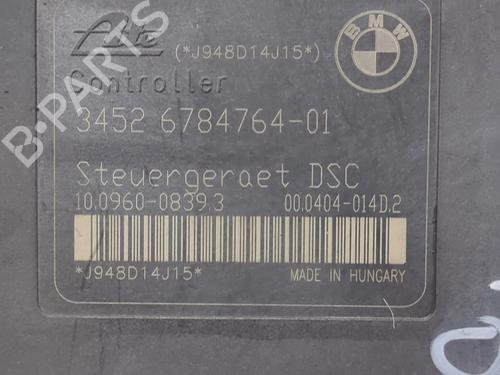 Ate
(*J948D14J15*)
BMW
Controller
3452 6784764-01
Steuergeraet DSC
10.0960-0839.3 00.0404-014D.2
*J948D14J15*
MADE IN HUNGARY
B-PARTS